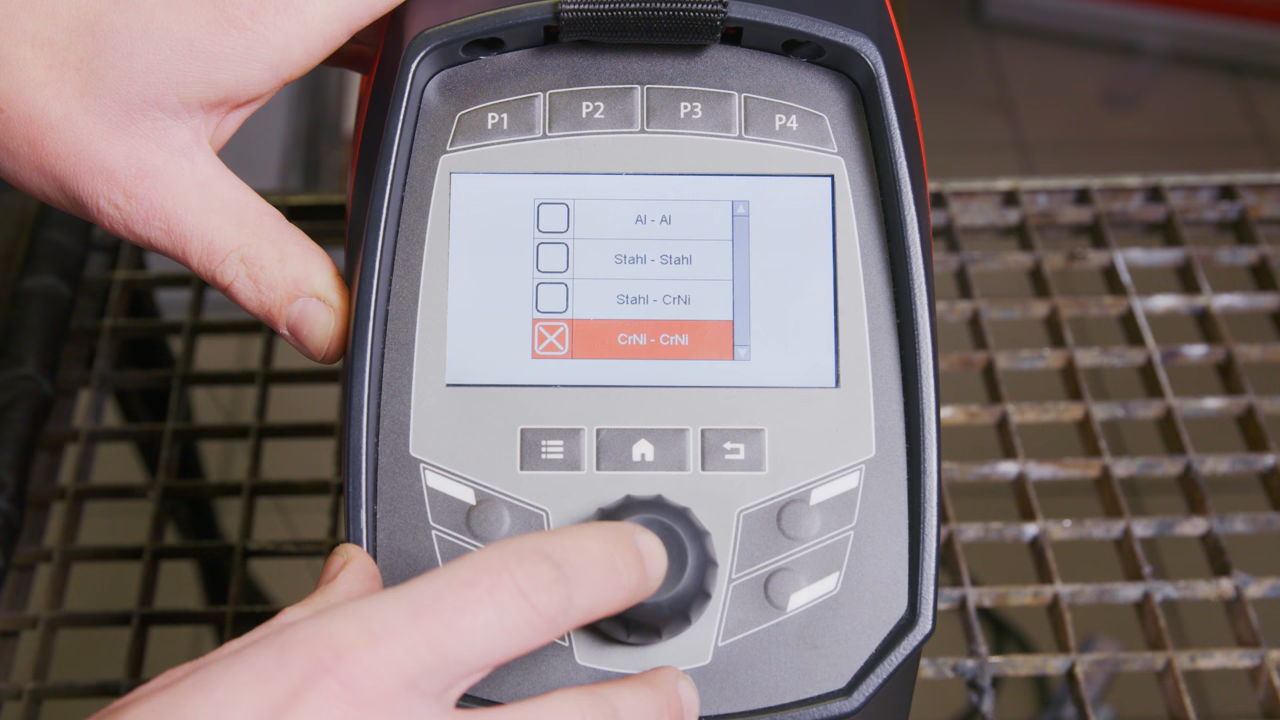 P1 P2 P3 P4
Al - Al
Stahl - Stahl
Stahl - CrNi
CrNi - CrNi